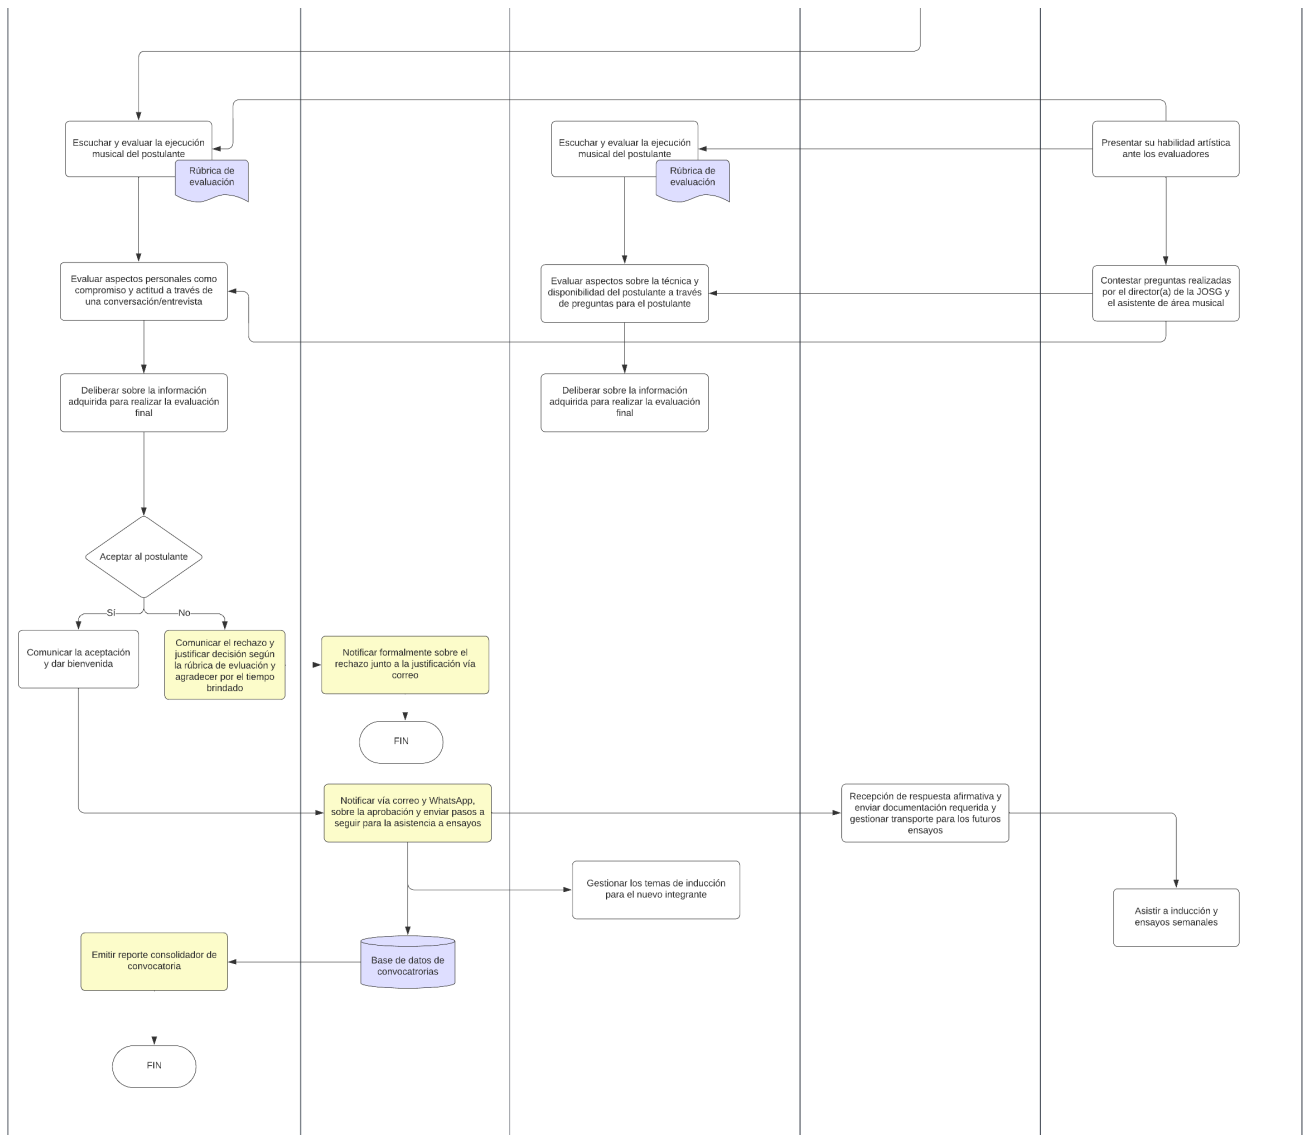 Escuchar y evaluar la ejecución
musical del postulante
Rúbrica de
evaluación
Escuchar y evaluar la ejecución
musical del postulante
Rúbrica de
evaluación
Presentar su habilidad artística
ante los evaluadores
Evaluar aspectos personales como
compromiso y actitud a través de
una conversación/entrevista
Evaluar aspectos sobre la técnica y
disponibilidad del postulante a través
de preguntas para el postulante
Contestar preguntas realizadas
por el director(a) de la JOSG y
el asistente de área musical
Deliberar sobre la información
adquirida para realizar la evaluación
final
Deliberar sobre la información
adquirida para realizar la evaluación
final
Aceptar al postulante
Sí
No
Comunicar la aceptación
y dar bienvenida
Comunicar el rechazo y
justificar decisión según
la rúbrica de evluación y
agradecer por el tiempo
brindado
Notificar formalmente sobre el
rechazo junto a la justificación vía
correo
FIN
Notificar vía correo y WhatsApp,
sobre la aprobación y enviar pasos a
seguir para la asistencia a ensayos
Recepción de respuesta afirmativa y
enviar documentación requerida y
gestionar transporte para los futuros
ensayos
Gestionar los temas de inducción
para el nuevo integrante
Asistir a inducción y
ensayos semanales
Emitir reporte consolidador de
convocatoria
Base de datos de
convocatrorias
FIN